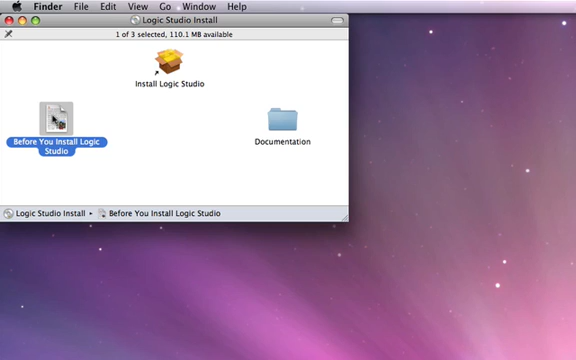 Finder File Edit View Go Window Help
Logic Studio Install
1 of 3 selected, 110.1 MB available
Install Logic Studio
Before You Install Logic
Studio
Documentation
Logic Studio Install ▸ Before You Install Logic Studio